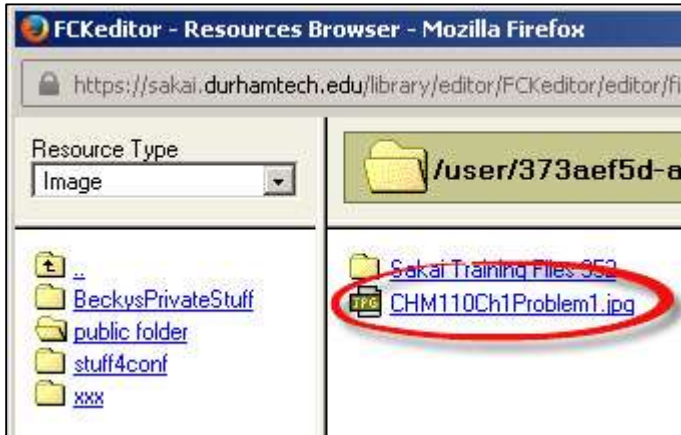 FCKeditor - Resources Browser - Mozilla Firefox
https://sakai.durhamtech.edu/library/editor/FCKeditor/editor/fi
Resource Type
Image
/user/373aef5d-a
..
BeckysPrivateStuff
public folder
stuff4conf
xxx
Sakai Training Files 352
JPG CHM110Ch1Problem1.jpg